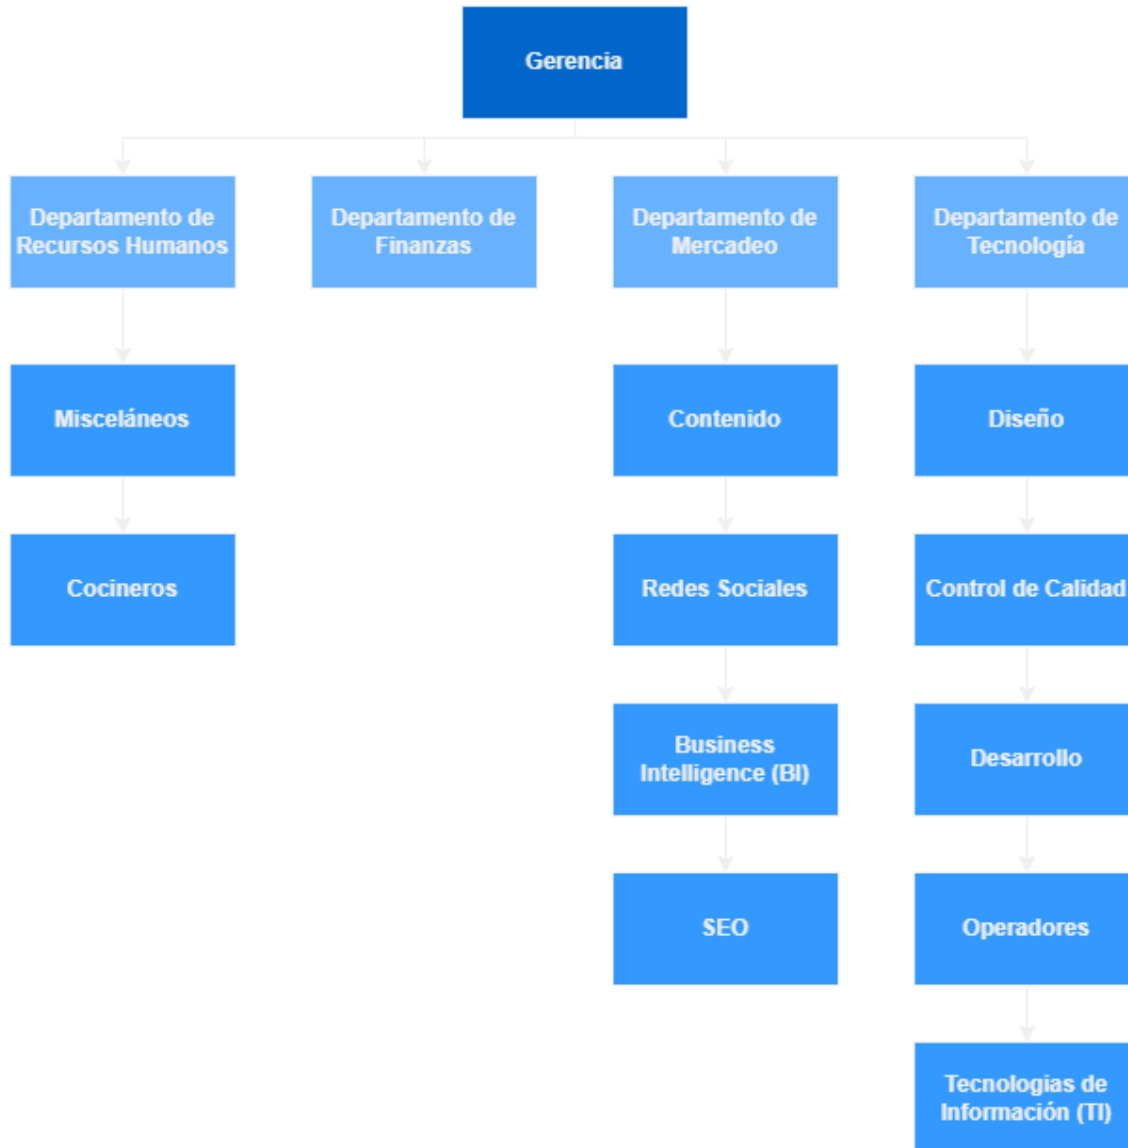 Gerencia
Departamento de
Recursos Humanos
Departamento de
Finanzas
Departamento de
Mercadeo
Departamento de
Tecnología
Misceláneos
Contenido
Diseño
Cocineros
Redes Sociales
Control de Calidad
Business
Intelligence (BI)
Desarrollo
SEO
Operadores
Tecnologias de
Información (TI)